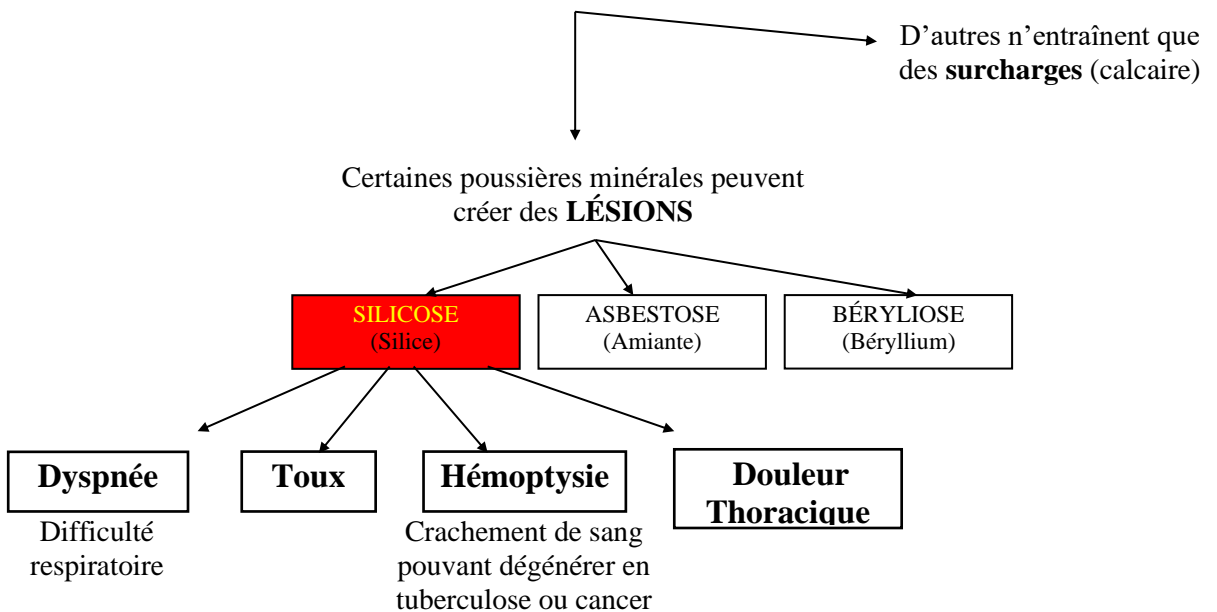 D’autres n’entraînent que
des surcharges (calcaire)
Certaines poussières minérales peuvent
créer des LÉSIONS
SILICOSE
(Silice)
ASBESTOSE
(Amiante)
BÉRYLIOSE
(Béryllium)
Dyspnée
Toux
Hémoptysie
Douleur
Thoracique
Difficulté
respiratoire
Crachement de sang
pouvant dégénérer en
tuberculose ou cancer